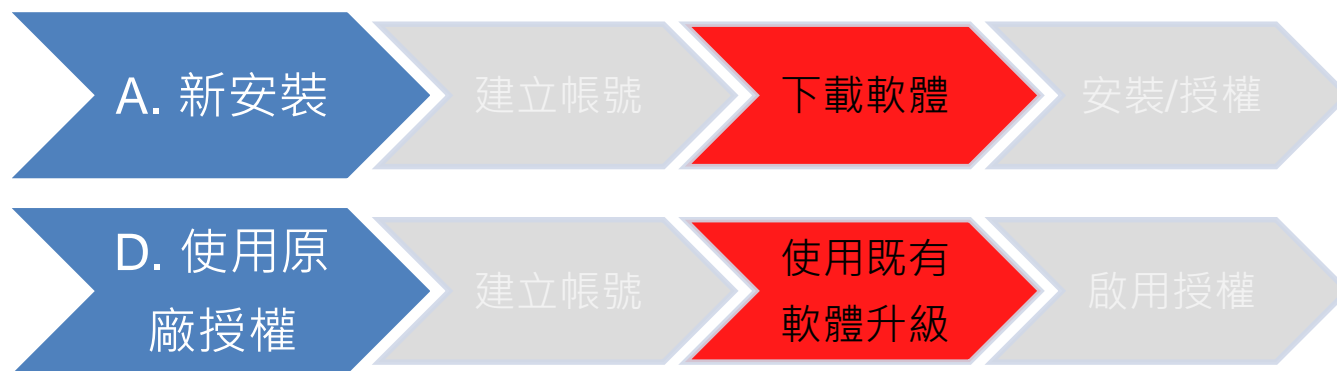 A. 新安裝
建立帳號
下載軟體
安裝/授權
D. 使用原
廠授權
建立帳號
使用既有
軟體升級
啟用授權